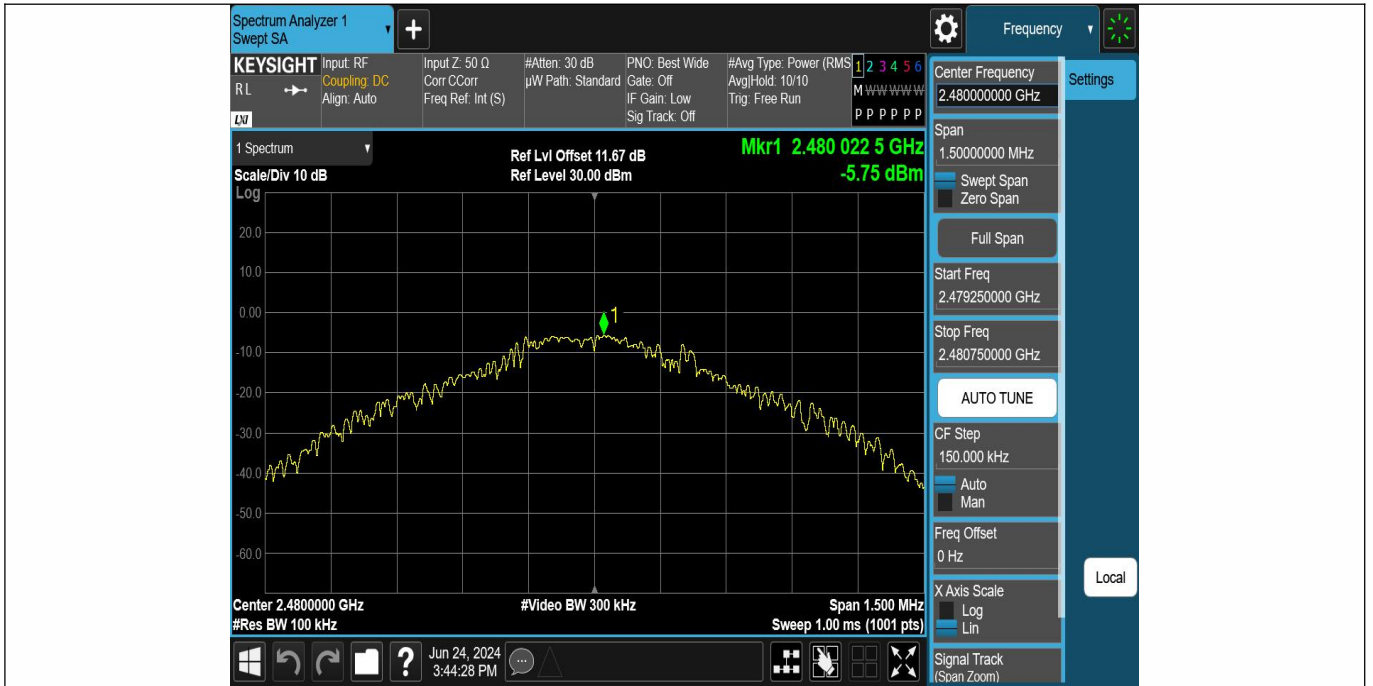 Spectrum Analyzer 1
Swept SA
Frequency
KEYSIGHT
RL
LXI
Input: RF
Coupling: DC
Align: Auto
Input Z: 50 Ω
Corr CCorr
Freq Ref: Int (S)
#Atten: 30 dB
µW Path: Standard
PNO: Best Wide
Gate: Off
IF Gain: Low
Sig Track: Off
#Avg Type: Power (RMS
Avg|Hold: 10/10
Trig: Free Run
1 2 3 4 5 6
M W W W W W
P P P P P P
1 Spectrum
Scale/Div 10 dB
Ref Lvl Offset 11.67 dB
Ref Level 30.00 dBm
Mkr1 2.480 022 5 GHz
-5.75 dBm
Log
20.0
10.0
0.00
-10.0
-20.0
-30.0
-40.0
-50.0
-60.0
1
Center 2.4800000 GHz
#Res BW 100 kHz
#Video BW 300 kHz
Span 1.500 MHz
Sweep 1.00 ms (1001 pts)
Jun 24, 2024
3:44:28 PM
Center Frequency
2.480000000 GHz
Settings
Span
1.50000000 MHz
Swept Span
Zero Span
Full Span
Start Freq
2.479250000 GHz
Stop Freq
2.480750000 GHz
AUTO TUNE
CF Step
150.000 kHz
Auto
Man
Freq Offset
0 Hz
X Axis Scale
Log
Lin
Local
Signal Track
(Span Zoom)